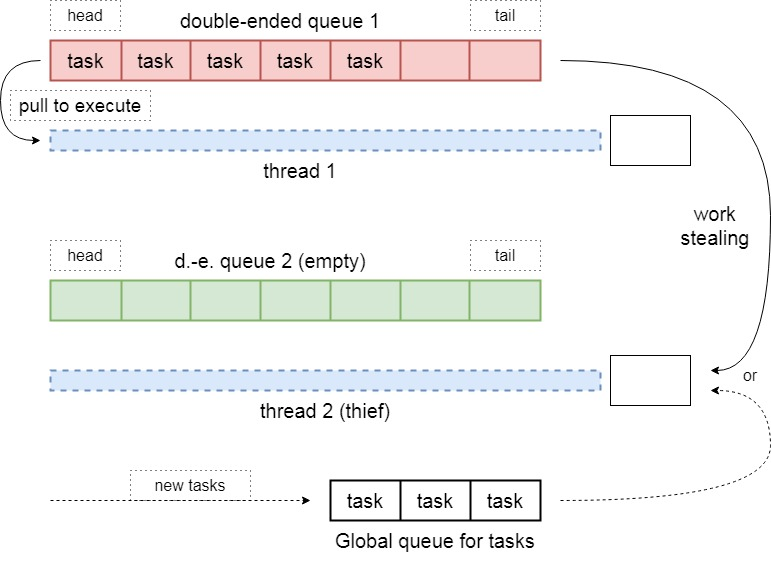 head
double-ended queue 1
tail
task task task task task
pull to execute
thread 1
work
stealing
head
d.-e. queue 2 (empty)
tail
or
thread 2 (thief)
new tasks
task task task
Global queue for tasks